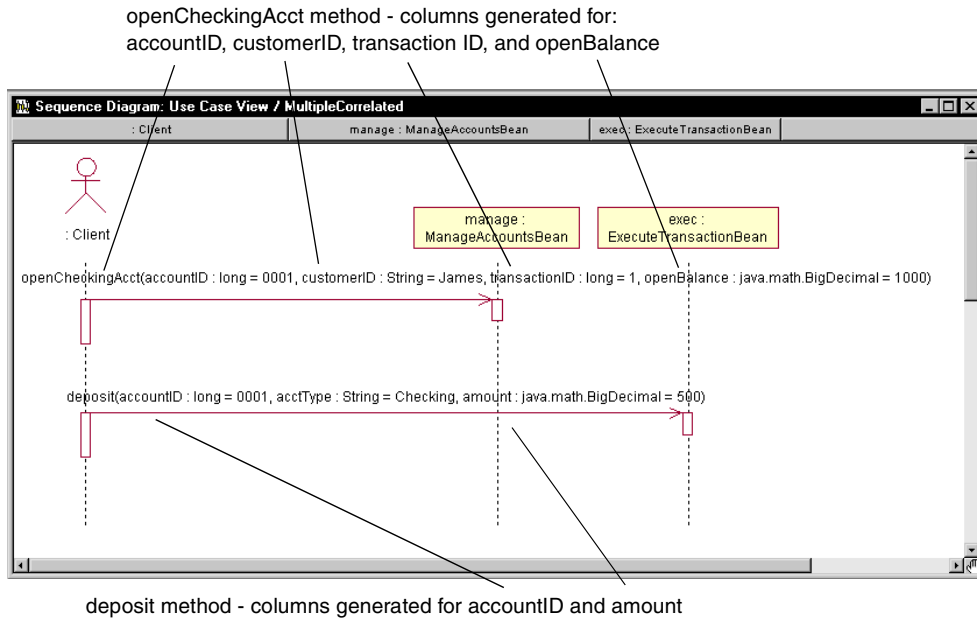 openCheckingAcct method - columns generated for:
accountID, customerID, transaction ID, and openBalance
Sequence Diagram: Use Case View / MultipleCorrelated
: Client
manage : ManageAccountsBean
exec : ExecuteTransactionBean
: Client
manage :
ManageAccountsBean
exec :
ExecuteTransactionBean
openCheckingAcct(accountID : long = 0001, customerID : String = James, transactionID : long = 1, openBalance : java.math.BigDecimal = 1000)
deposit(accountID : long = 0001, acctType : String = Checking, amount : java.math.BigDecimal = 500)
deposit method - columns generated for accountID and amount